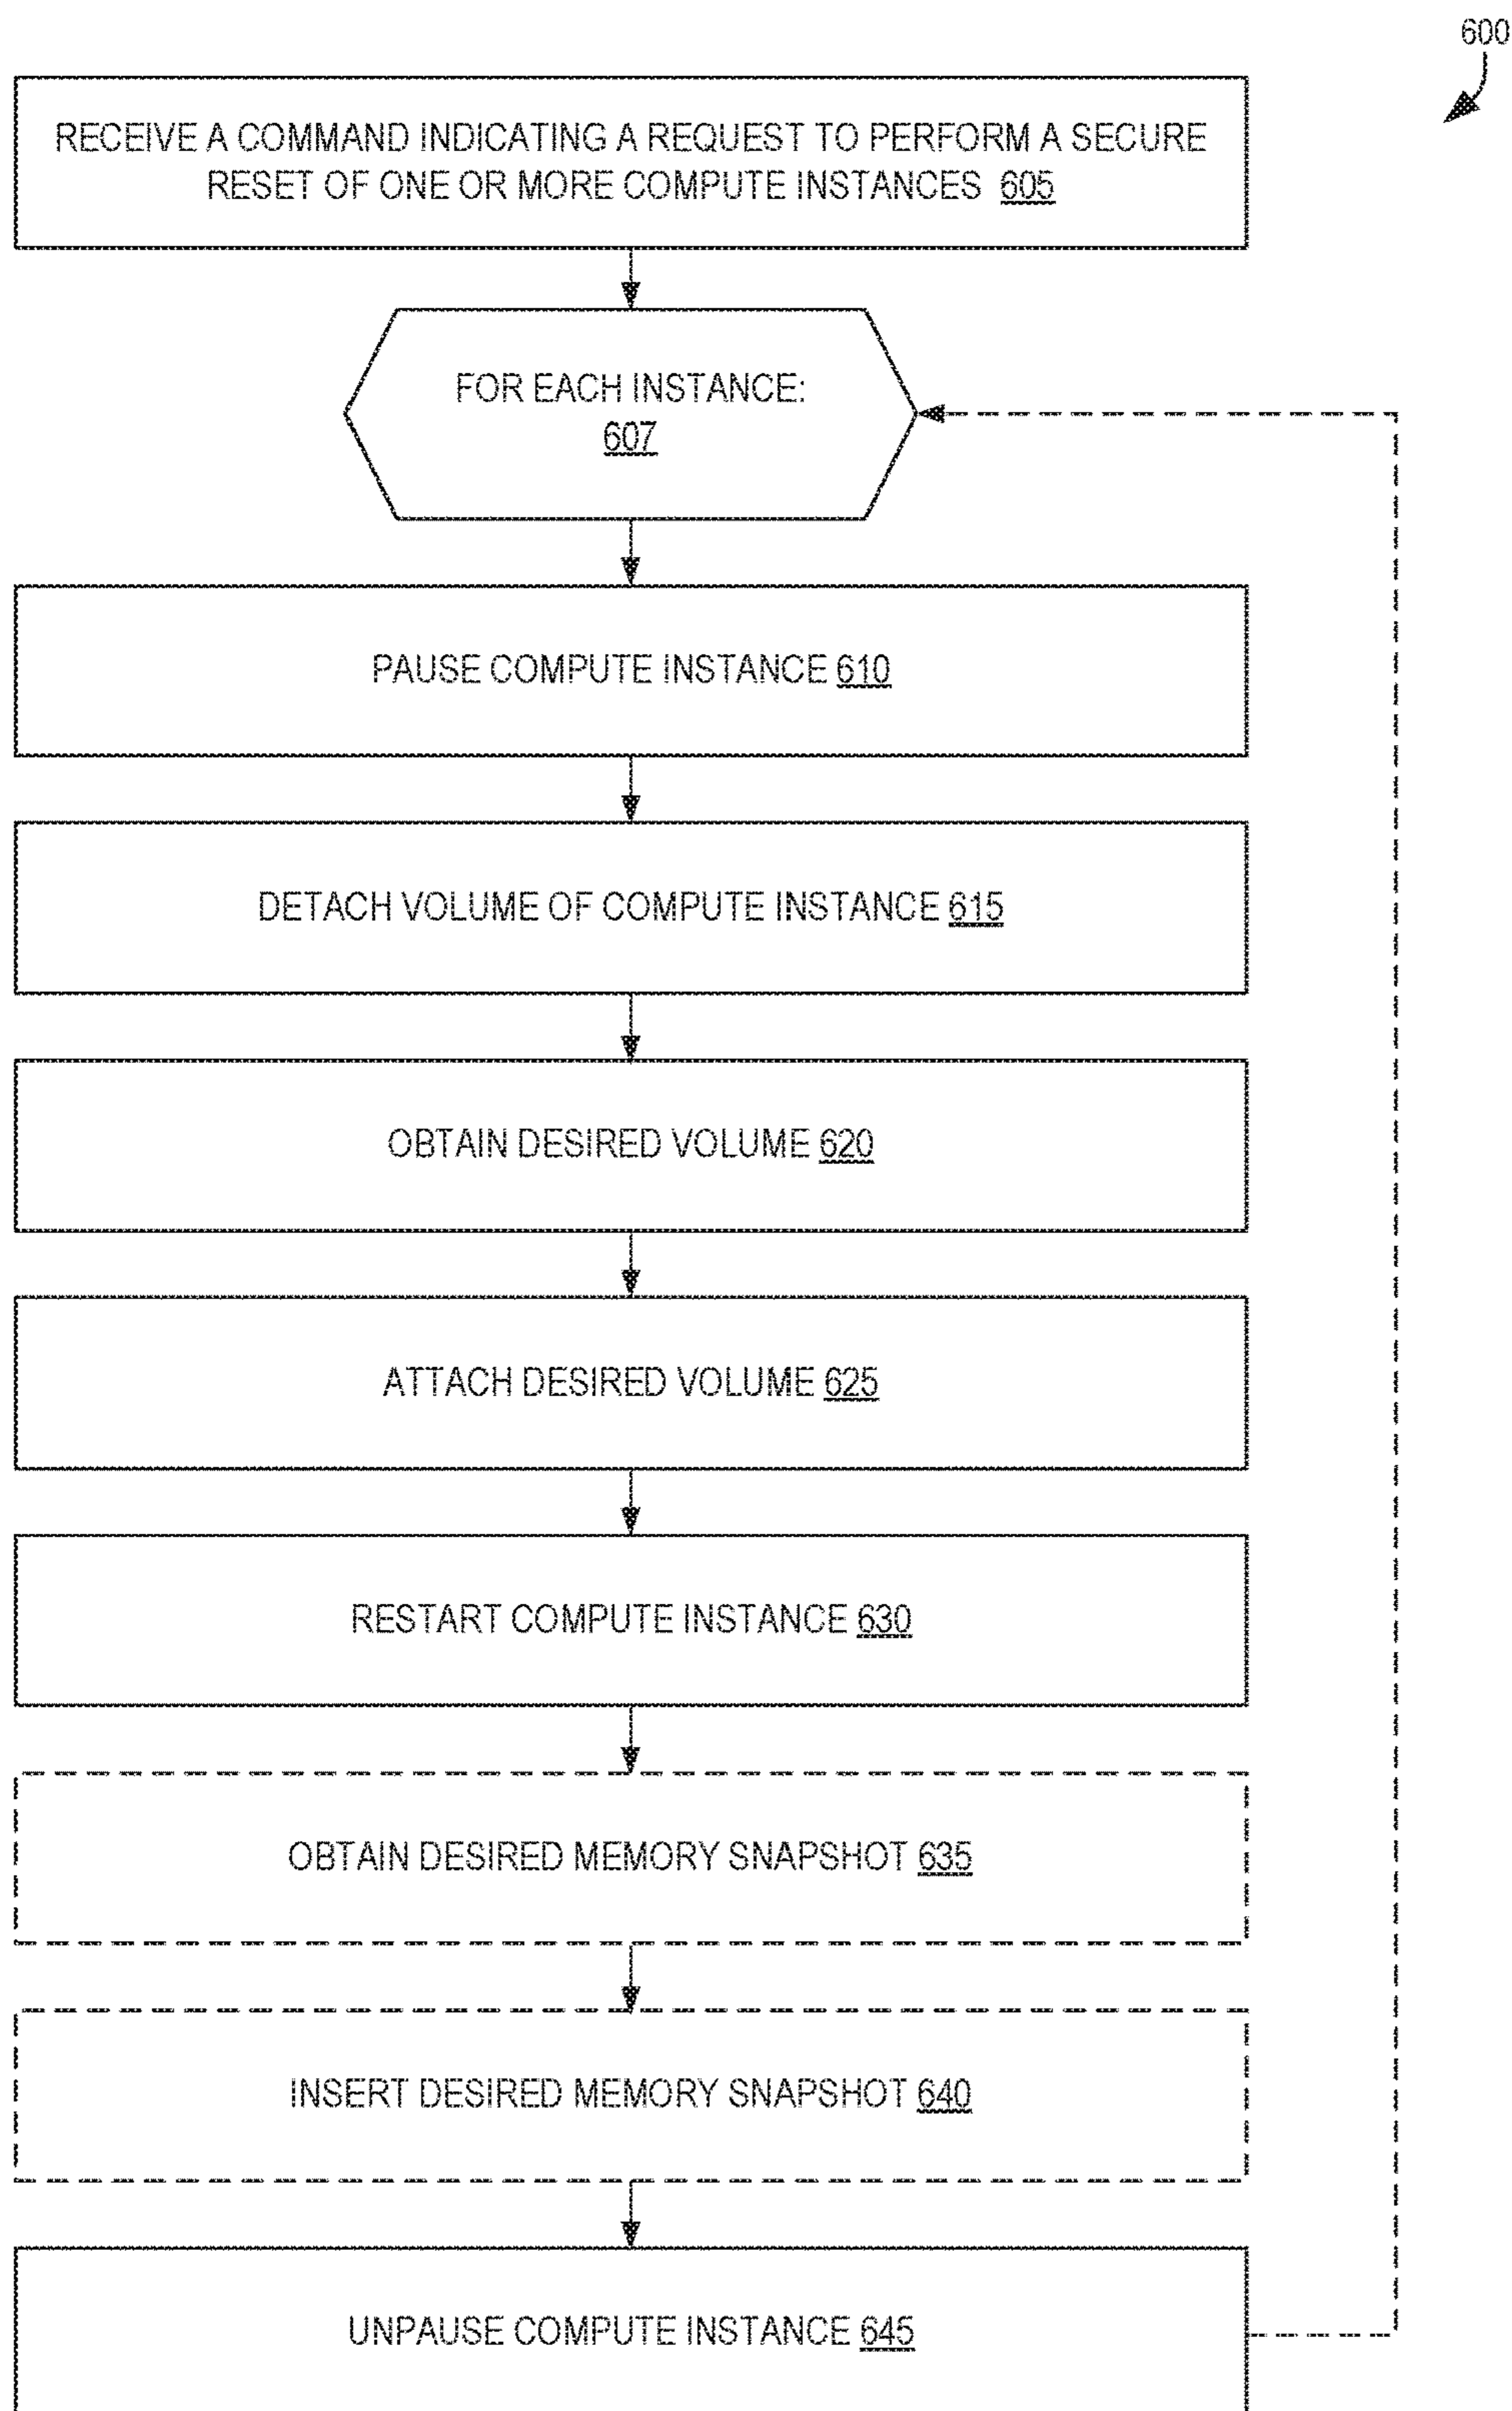 600
RECEIVE A COMMAND INDICATING A REQUEST TO PERFORM A SECURE
RESET OF ONE OR MORE COMPUTE INSTANCES 605
FOR EACH INSTANCE:
607
PAUSE COMPUTE INSTANCE 610
DETACH VOLUME OF COMPUTE INSTANCE 615
OBTAIN DESIRED VOLUME 620
ATTACH DESIRED VOLUME 625
RESTART COMPUTE INSTANCE 630
OBTAIN DESIRED MEMORY SNAPSHOT 635
INSERT DESIRED MEMORY SNAPSHOT 640
UNPAUSE COMPUTE INSTANCE 645